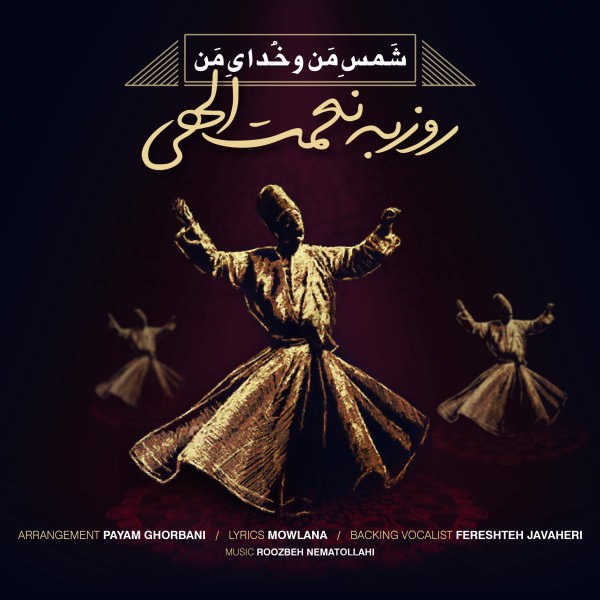 شَمسِ مَن و خُدایِ مَن
روزبه نعمت الهی
ARRANGEMENT PAYAM GHORBANI / LYRICS MOWLANA / BACKING VOCALIST FERESHTEH JAVAHERI
MUSIC ROOZBEH NEMATOLLAHI